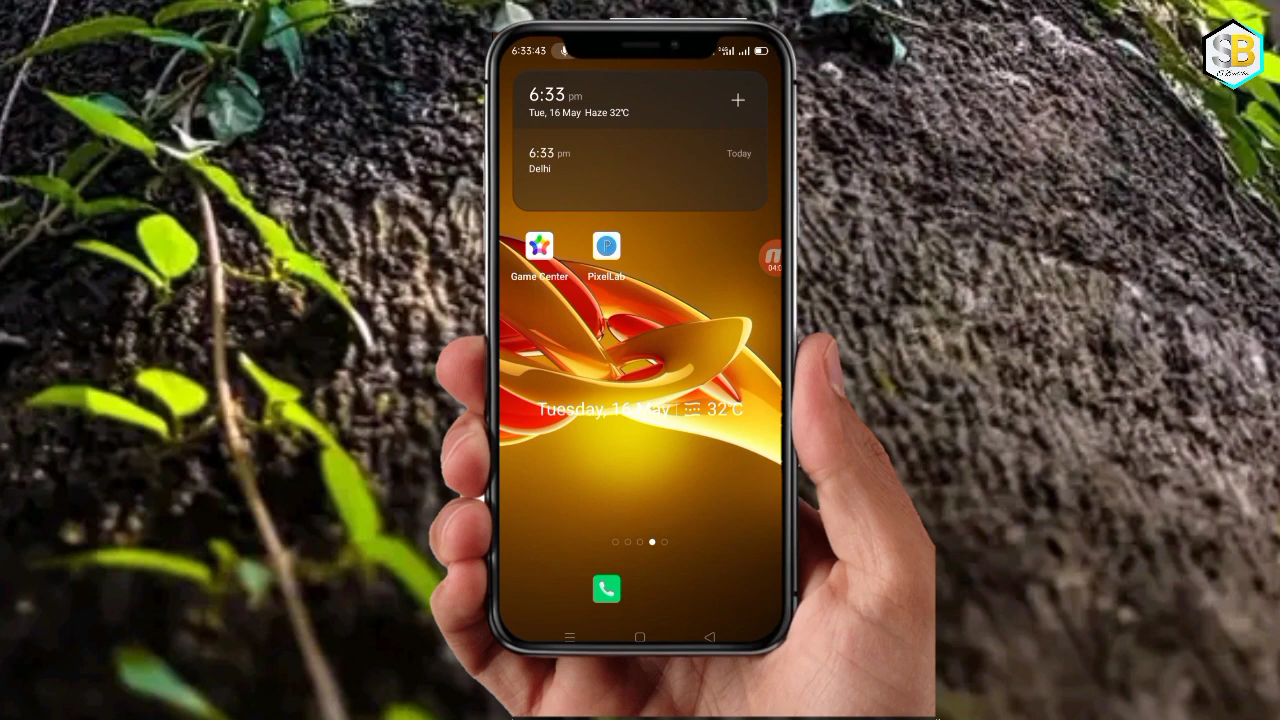 SB
6:33:43
6:33 pm
Tue, 16 May Haze 32°C
6:33 pm
Today
Delhi
Game Center
PixelLab
P
Tuesday, 16 May 32°C